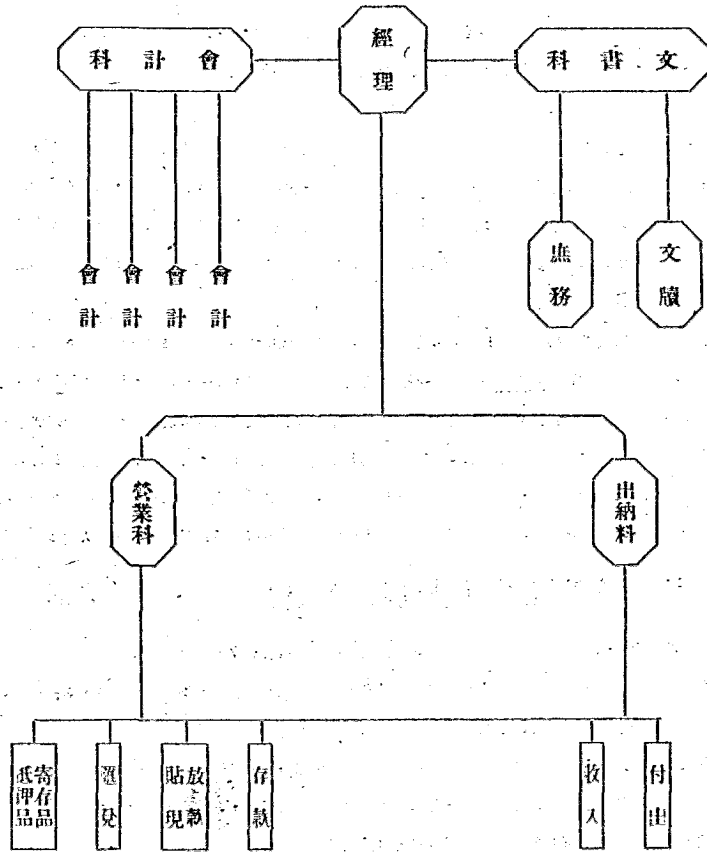 經理
文書科
會計科
文牘
庶務
會計
會計
會計
會計
出納料
營業科
付出
收入
存款
放款
貼現
滙兌
寄存品
抵押品